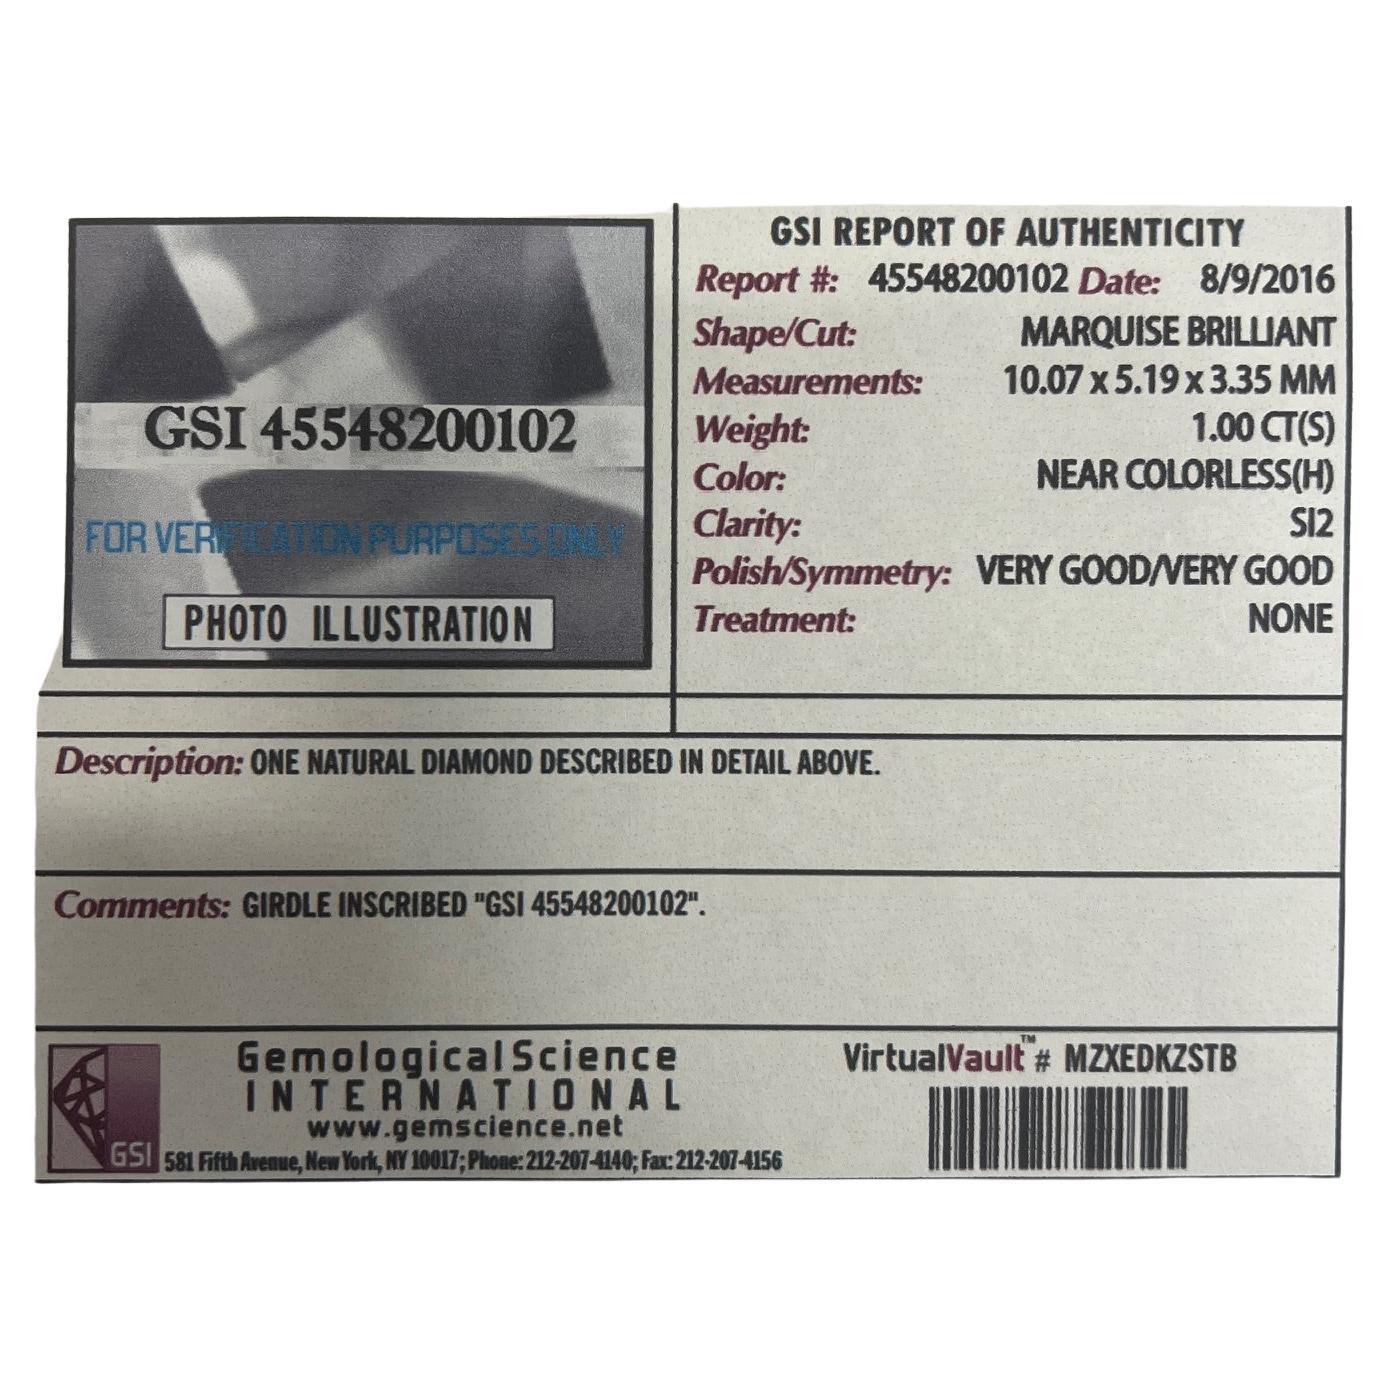 GSI 45548200102
FOR VERIFICATION PURPOSES ONLY
PHOTO ILLUSTRATION
GSI REPORT OF AUTHENTICITY
Report #: 45548200102 Date: 8/9/2016
Shape/Cut: MARQUISE BRILLIANT
Measurements: 10.07 x 5.19 x 3.35 MM
Weight: 1.00 CT(S)
Color: NEAR COLORLESS(H)
Clarity: SI2
Polish/Symmetry: VERY GOOD/VERY GOOD
Treatment: NONE
Description: ONE NATURAL DIAMOND DESCRIBED IN DETAIL ABOVE.
Comments: GIRDLE INSCRIBED "GSI 45548200102".
GSI
GemologicalScience
INTERNATIONAL
www.gemscience.net
581 Fifth Avenue, New York, NY 10017; Phone: 212-207-4140; Fax: 212-207-4156
VirtualVault™# MZXEDKZSTB